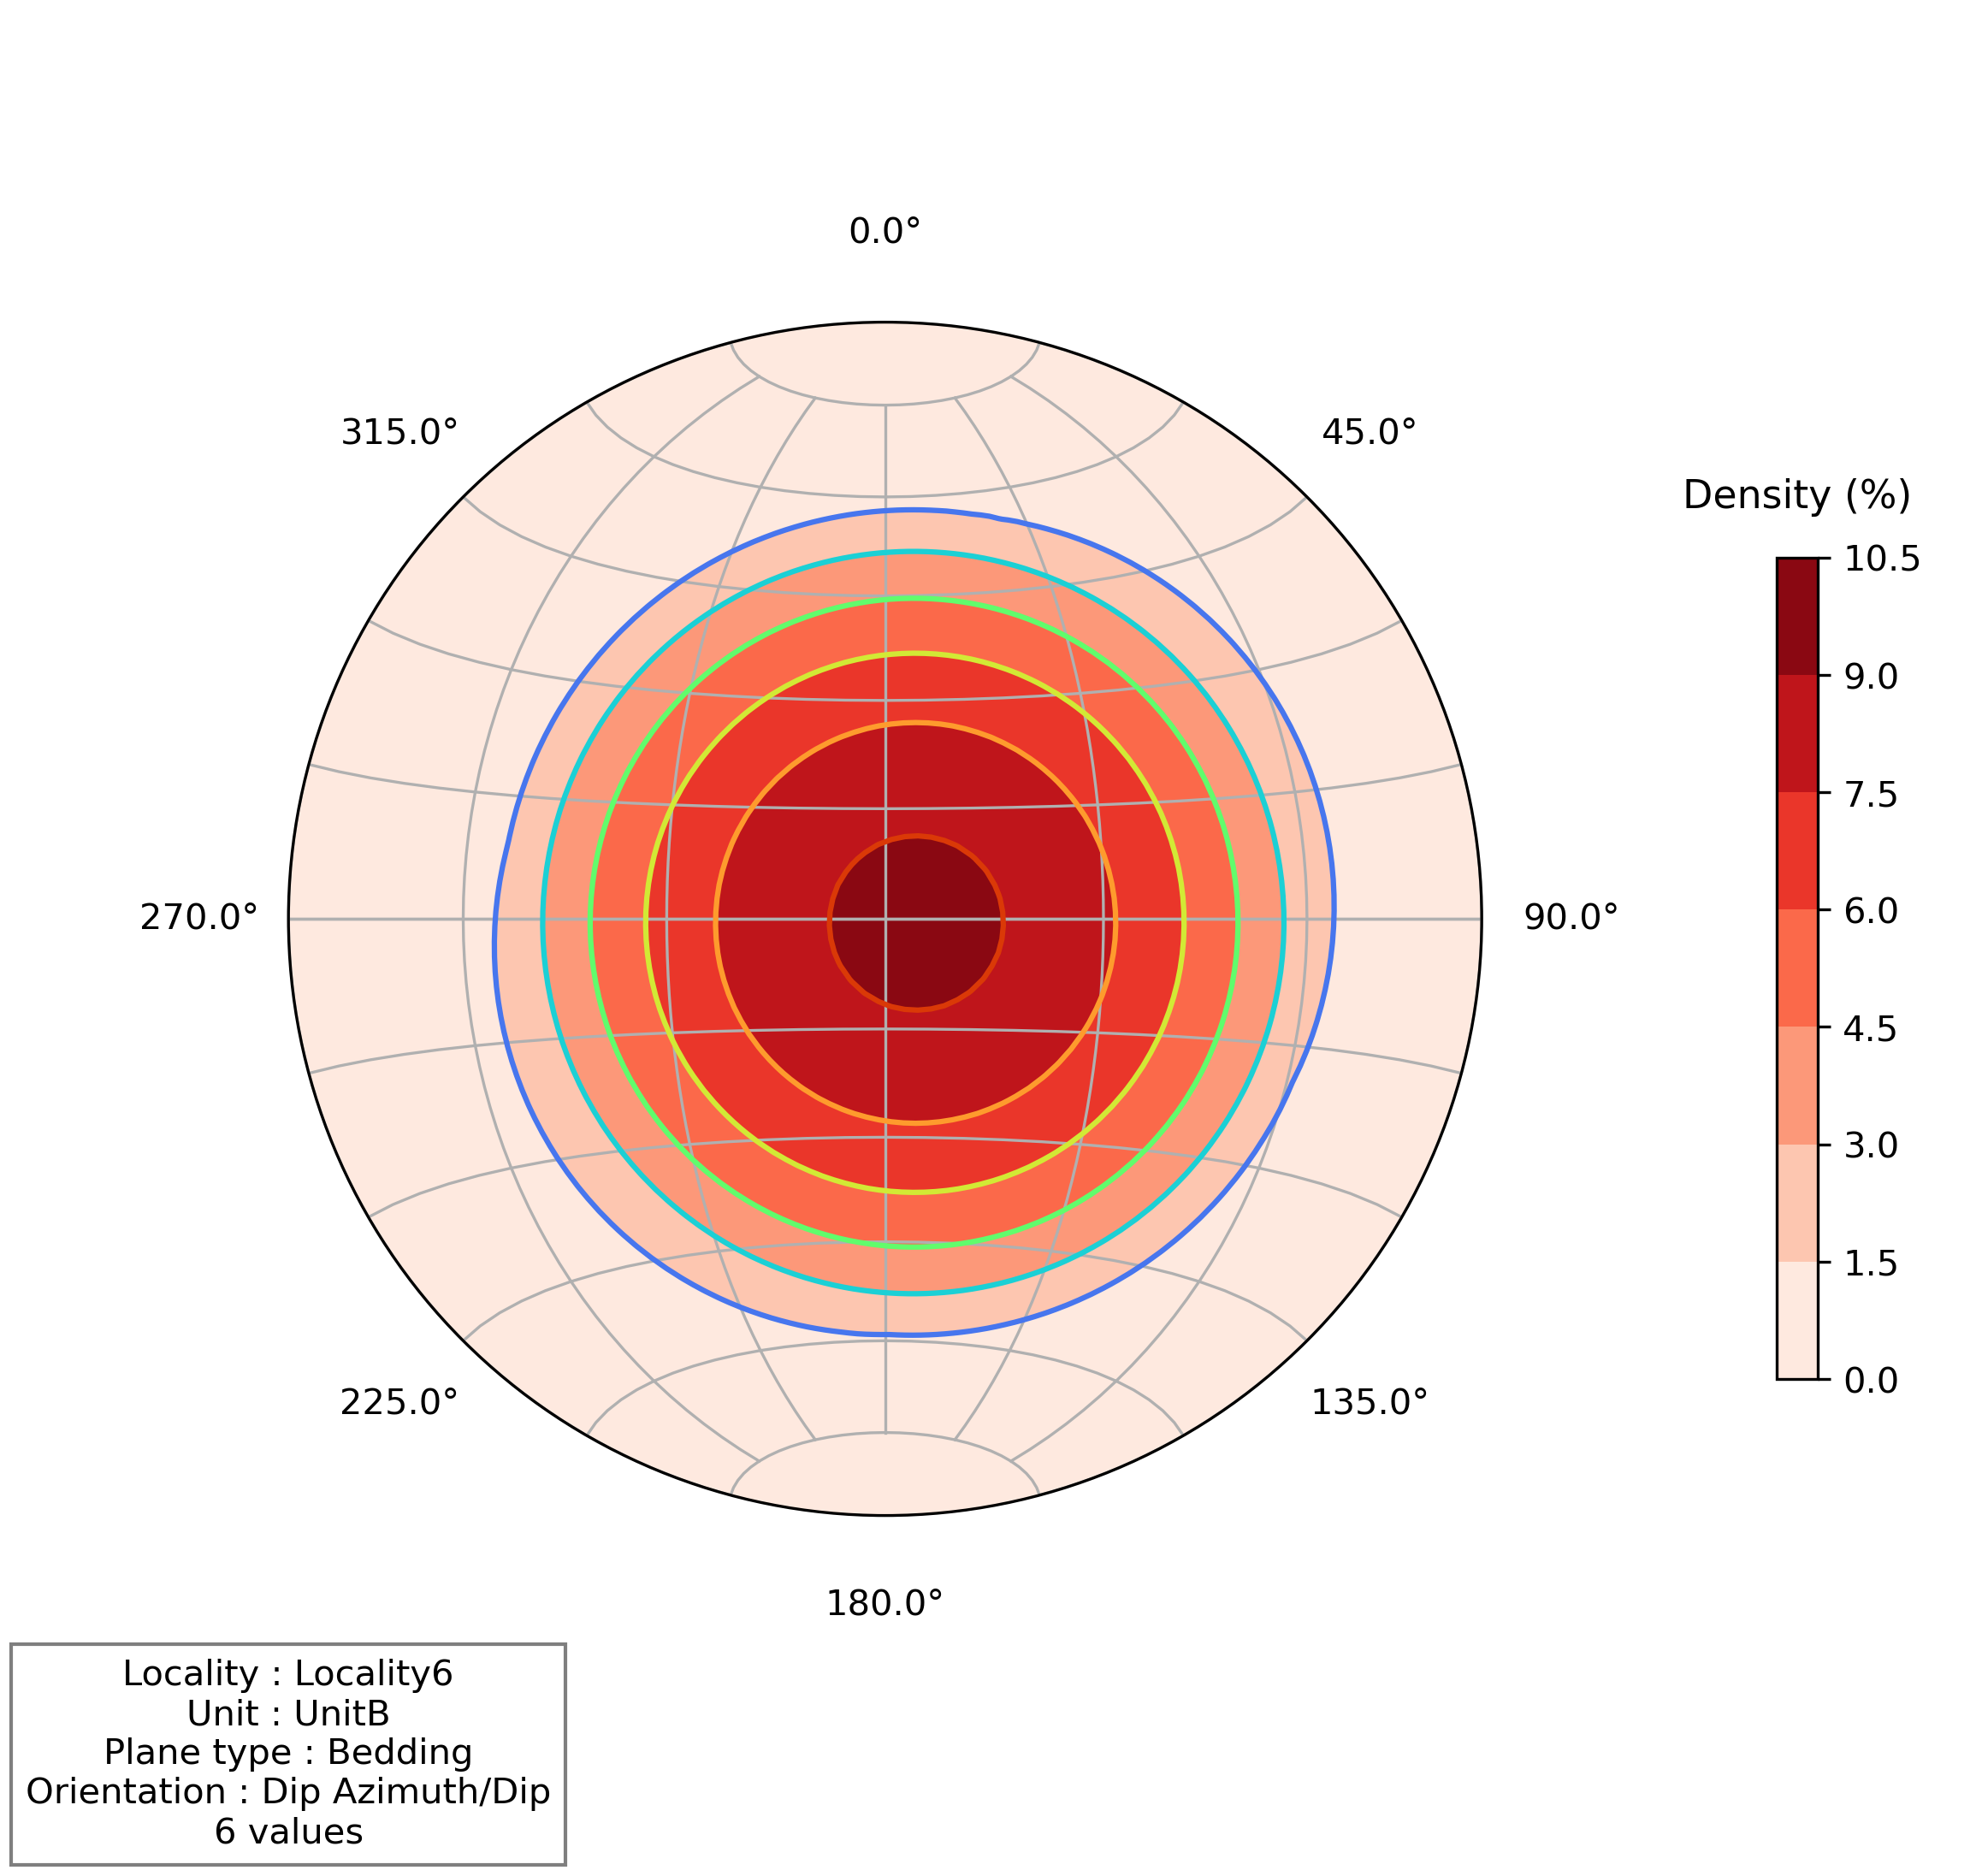 0.0°
315.0°
45.0°
Density (%)
10.5
9.0
7.5
270.0°
90.0°
6.0
4.5
3.0
1.5
225.0°
135.0°
0.0
180.0°
Locality : Locality6
Unit : UnitB
Plane type : Bedding
Orientation : Dip Azimuth/Dip
6 values